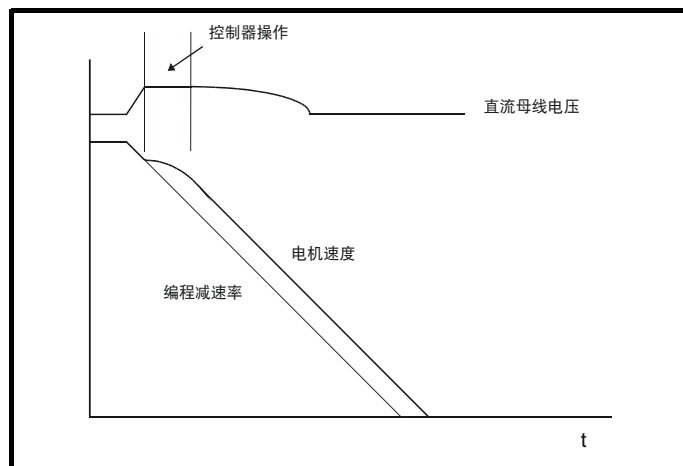 控制器操作
直流母线电压
电机速度
编程减速率
t